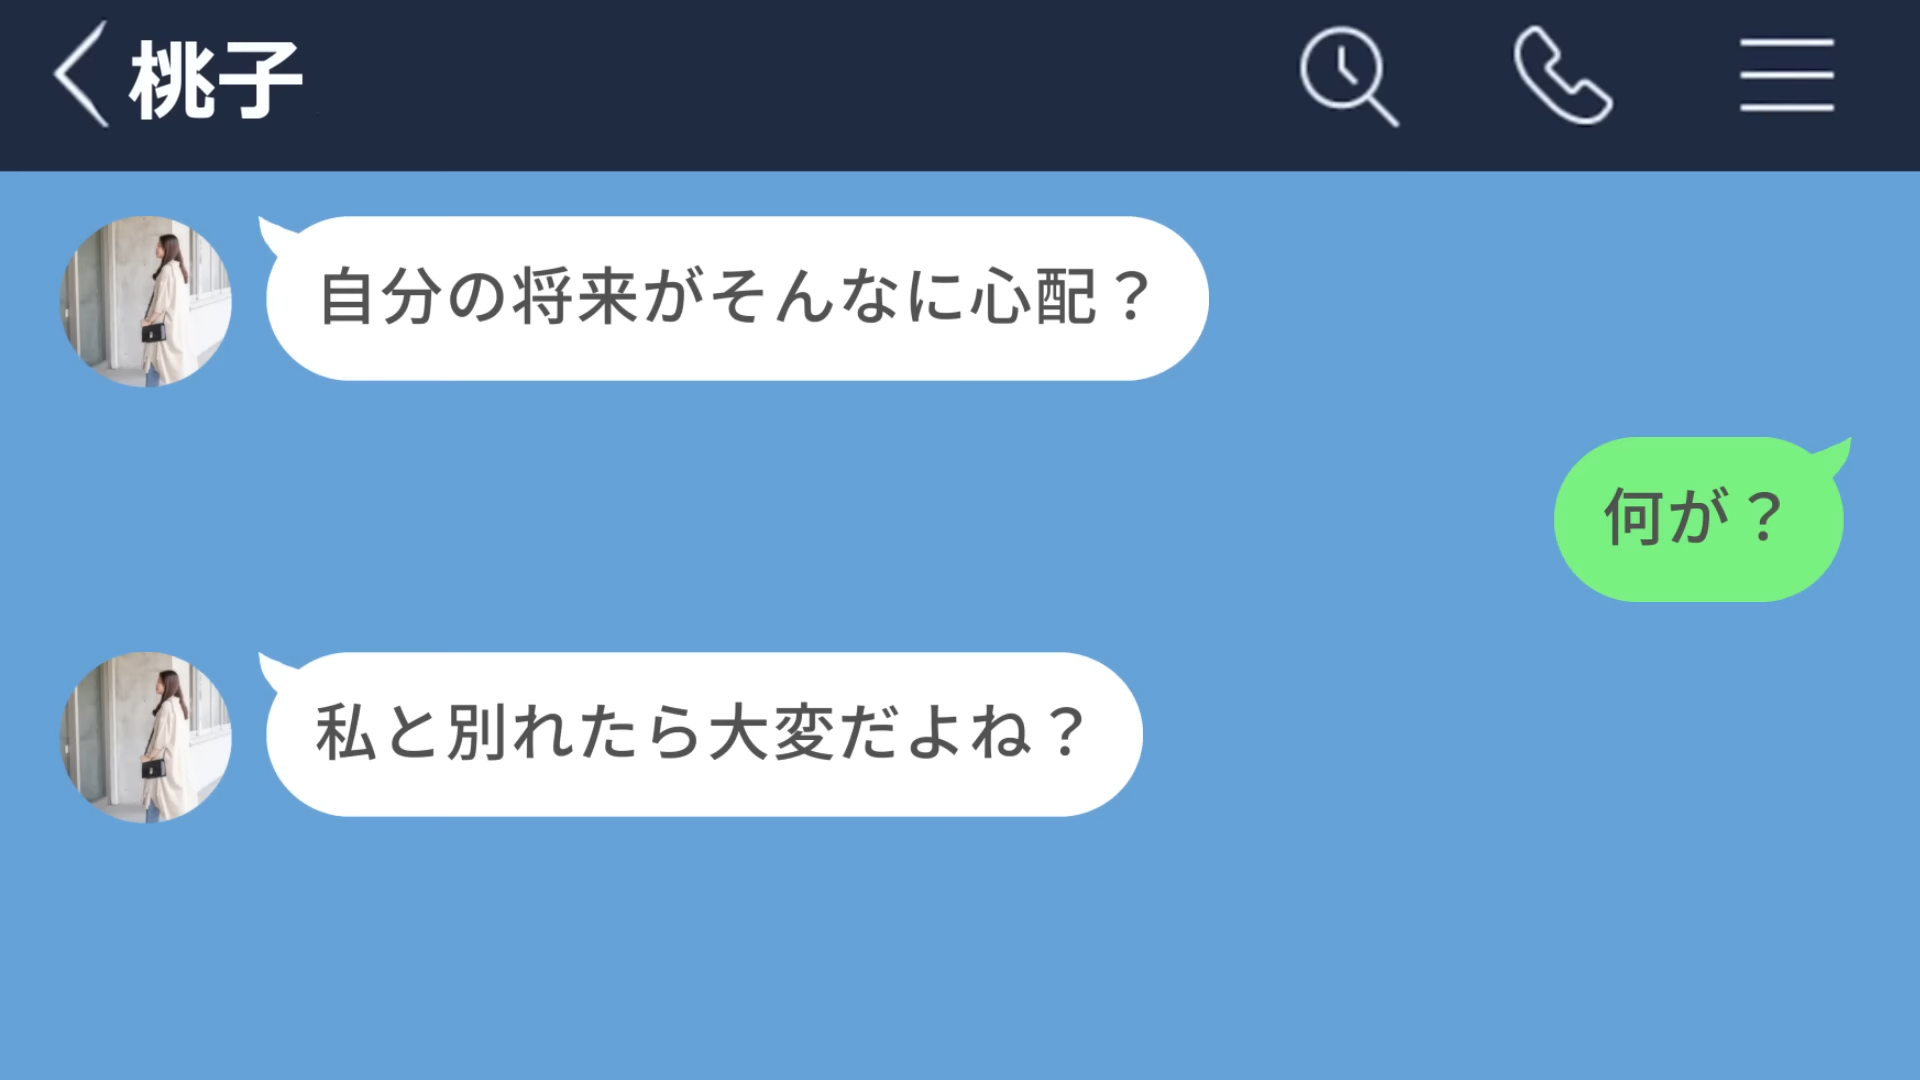 桃子
自分の将来がそんなに心配？
何が？
私と別れたら大変だよね？